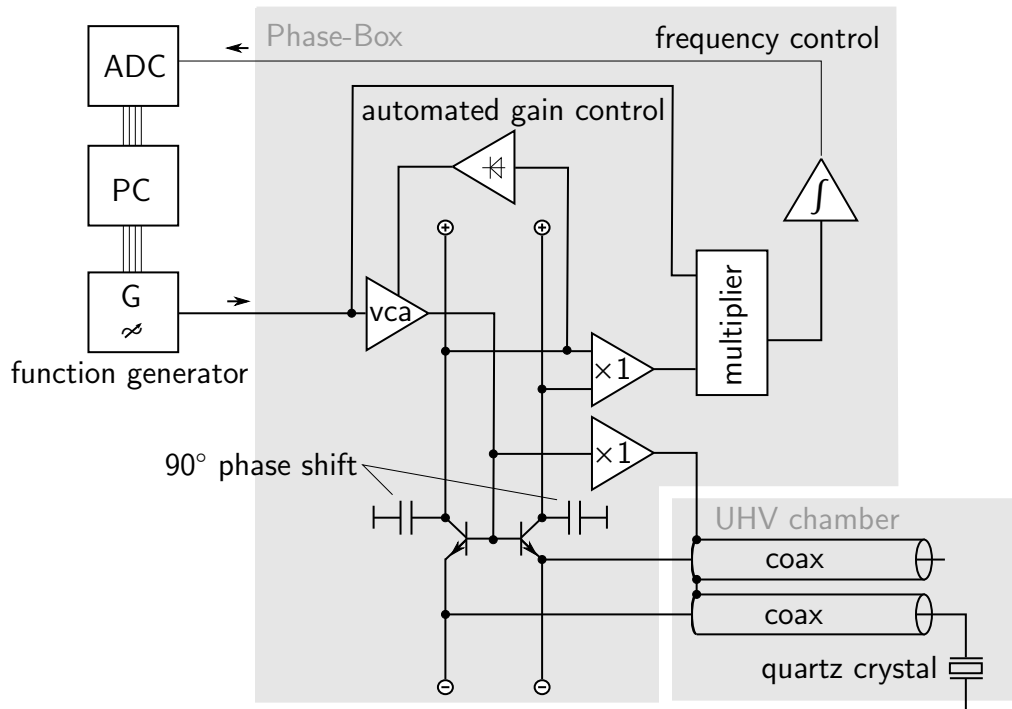 Phase-Box
frequency control
ADC
automated gain control
PC
G
vca
function generator
multiplier
∫
×1
×1
90° phase shift
UHV chamber
coax
coax
quartz crystal